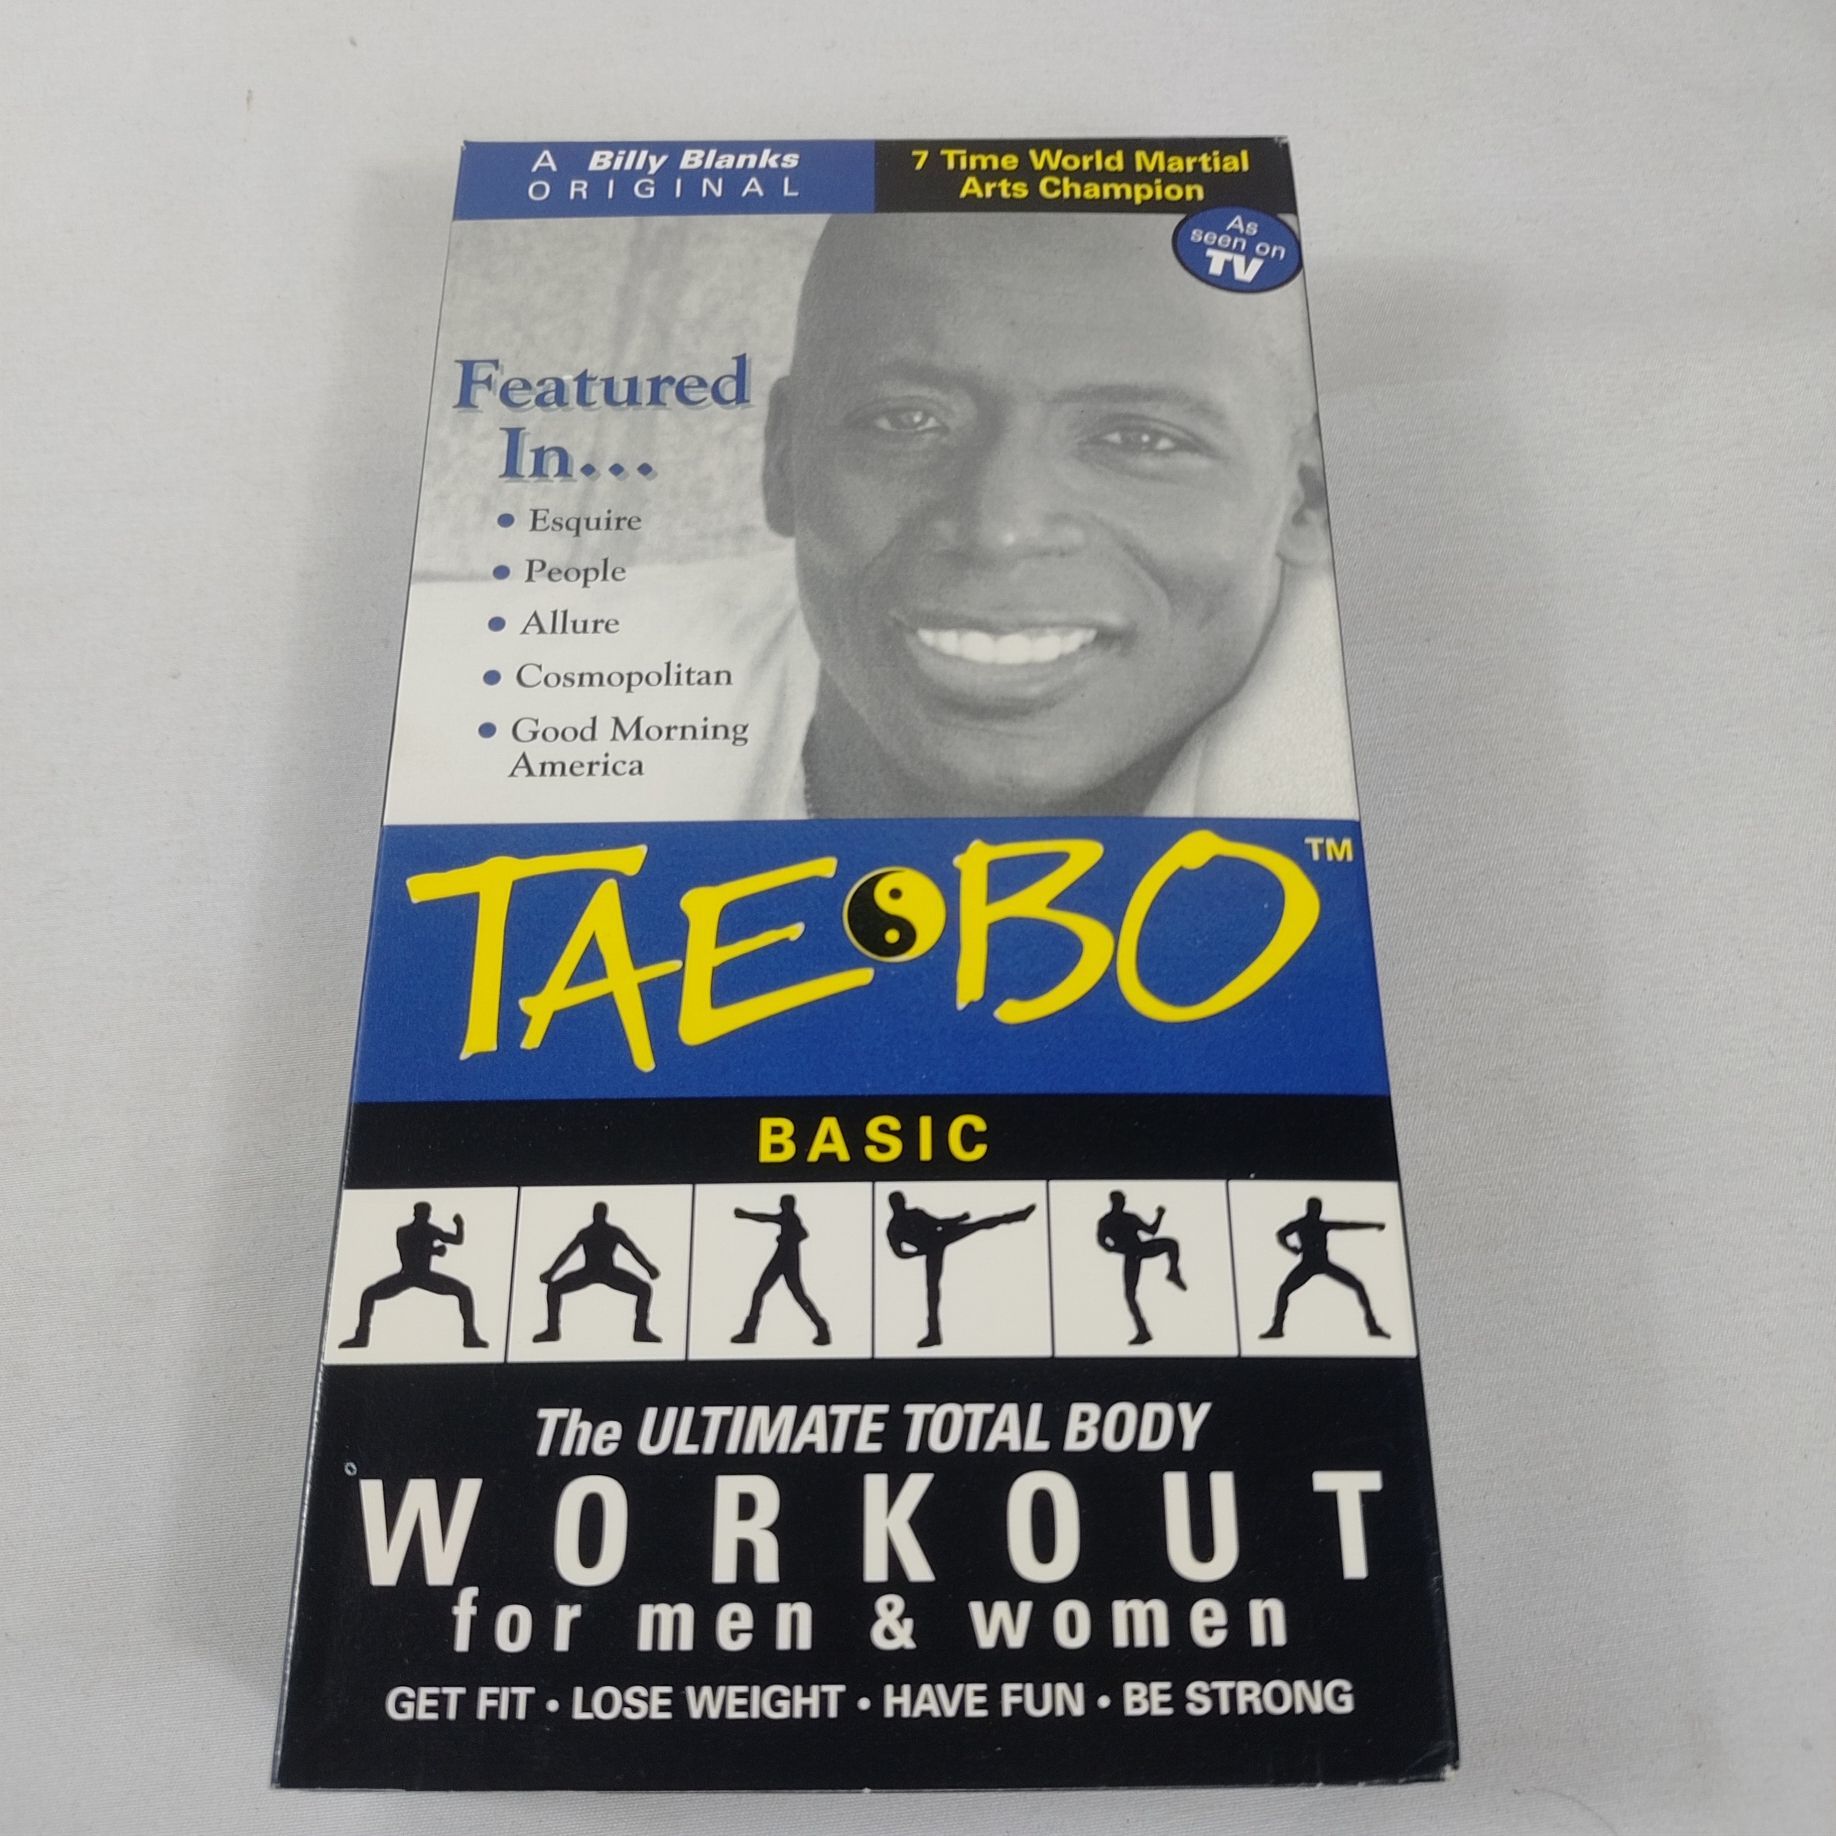 A Billy Blanks
ORIGINAL
7 Time World Martial
Arts Champion
As
seen on
TV
Featured
In...
• Esquire
• People
• Allure
• Cosmopolitan
• Good Morning
America
TAE BO™
BASIC
The ULTIMATE TOTAL BODY
WORKOUT
for men & women
GET FIT • LOSE WEIGHT • HAVE FUN • BE STRONG